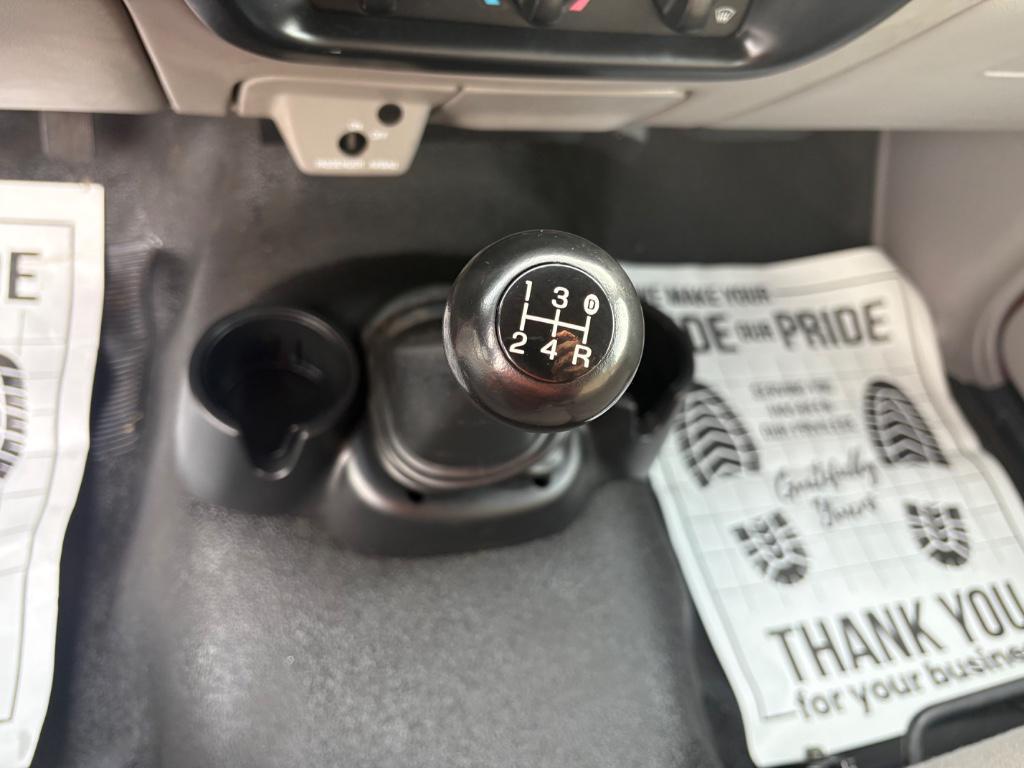 1 3 D
2 4 R
DE
MAKE YOUR
DE OUR PRIDE
Gratefully
Yours
THANK YOU
for your busine